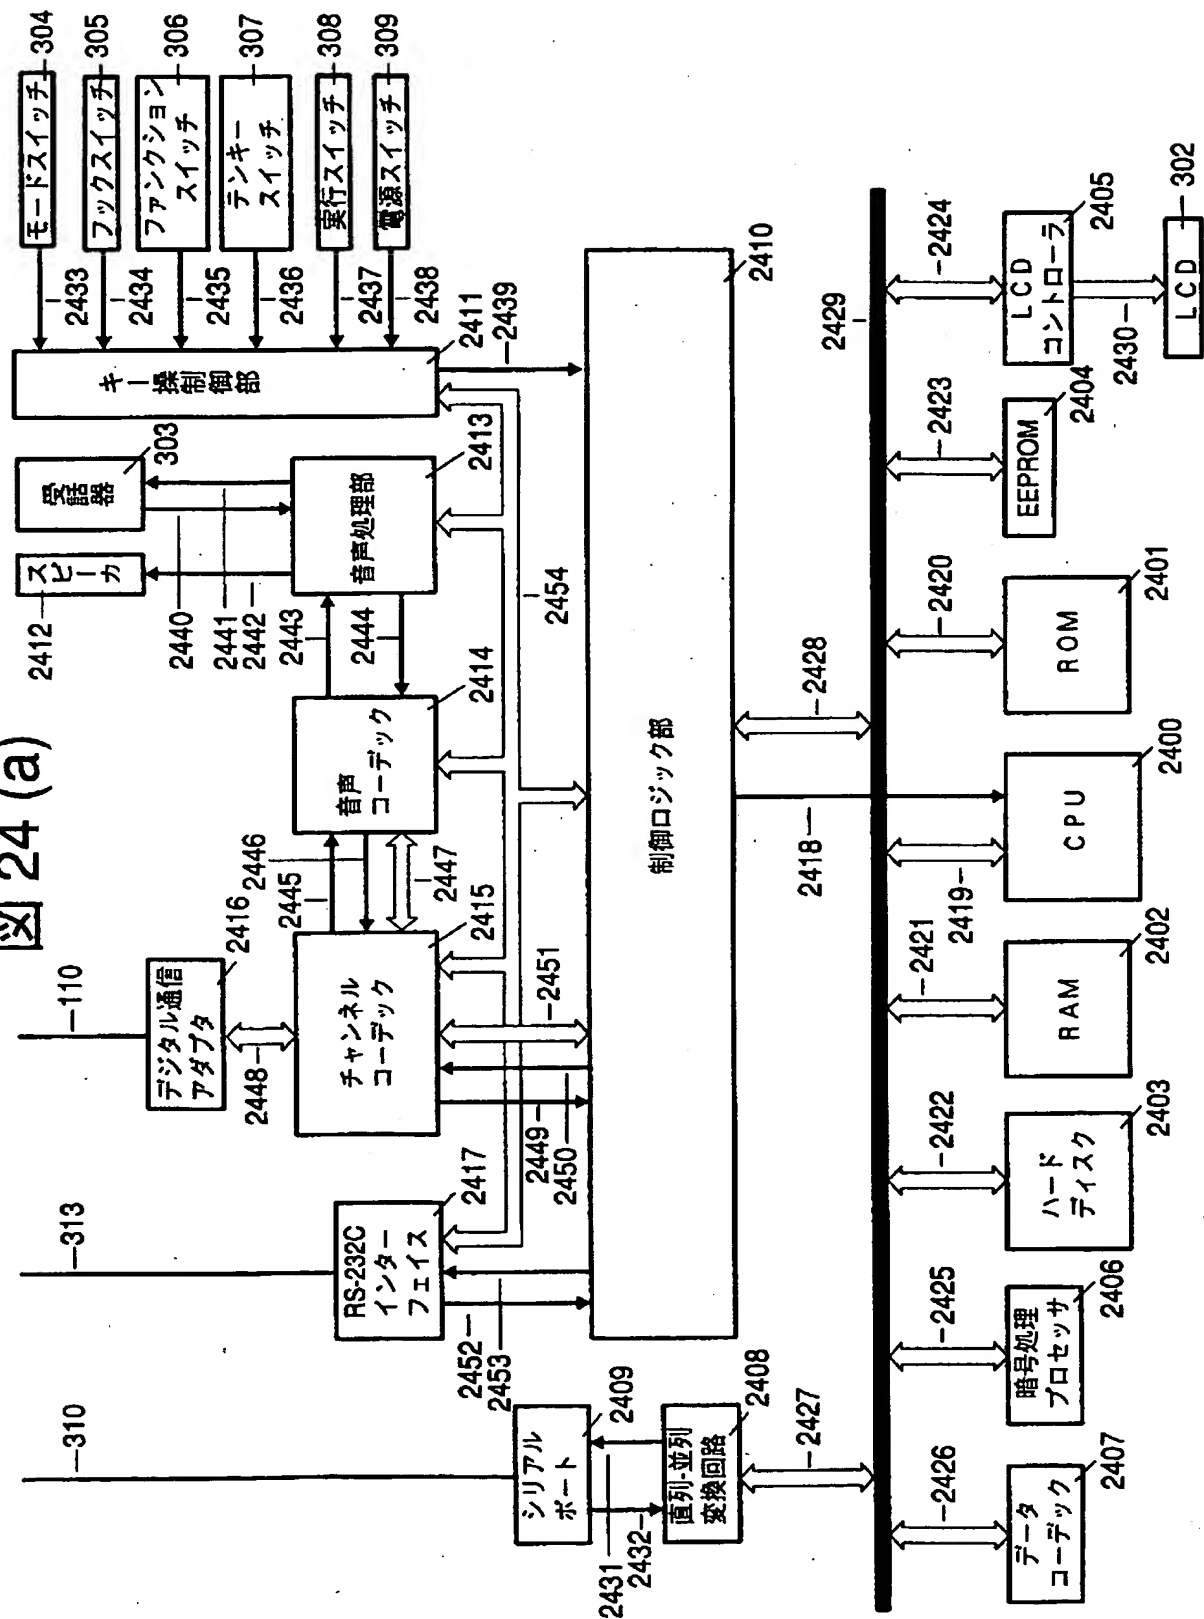 図 24 (a)
モードスイッチ
304
フックスイッチ
305
ファンクション
スイッチ
306
テンキー
スイッチ
307
実行スイッチ
308
電源スイッチ
309
2433
2434
2435
2436
2437
2438
キー操制御部
2411
2439
受話器
303
スピーカ
2412
2440
2441
2442
音声処理部
2413
2443
2444
音声
コーデック
2414
2445
2446
2447
チャンネル
コーデック
2415
デジタル通信
アダプタ
2416
110
2448
2449
2450
2451
2454
RS-232C
インター
フェイス
2417
313
2452
2453
制御ロジック部
2410
シリアル
ポート
2409
310
2431
2432
直列-並列
変換回路
2408
2427
2418
2428
2429
データ
コーデック
2407
2426
暗号処理
プロセッサ
2406
2425
ハード
ディスク
2403
2422
RAM
2402
2421
CPU
2400
2419
ROM
2401
2420
EEPROM
2404
2423
LCD
コントローラ
2405
2424
2430
LCD
302